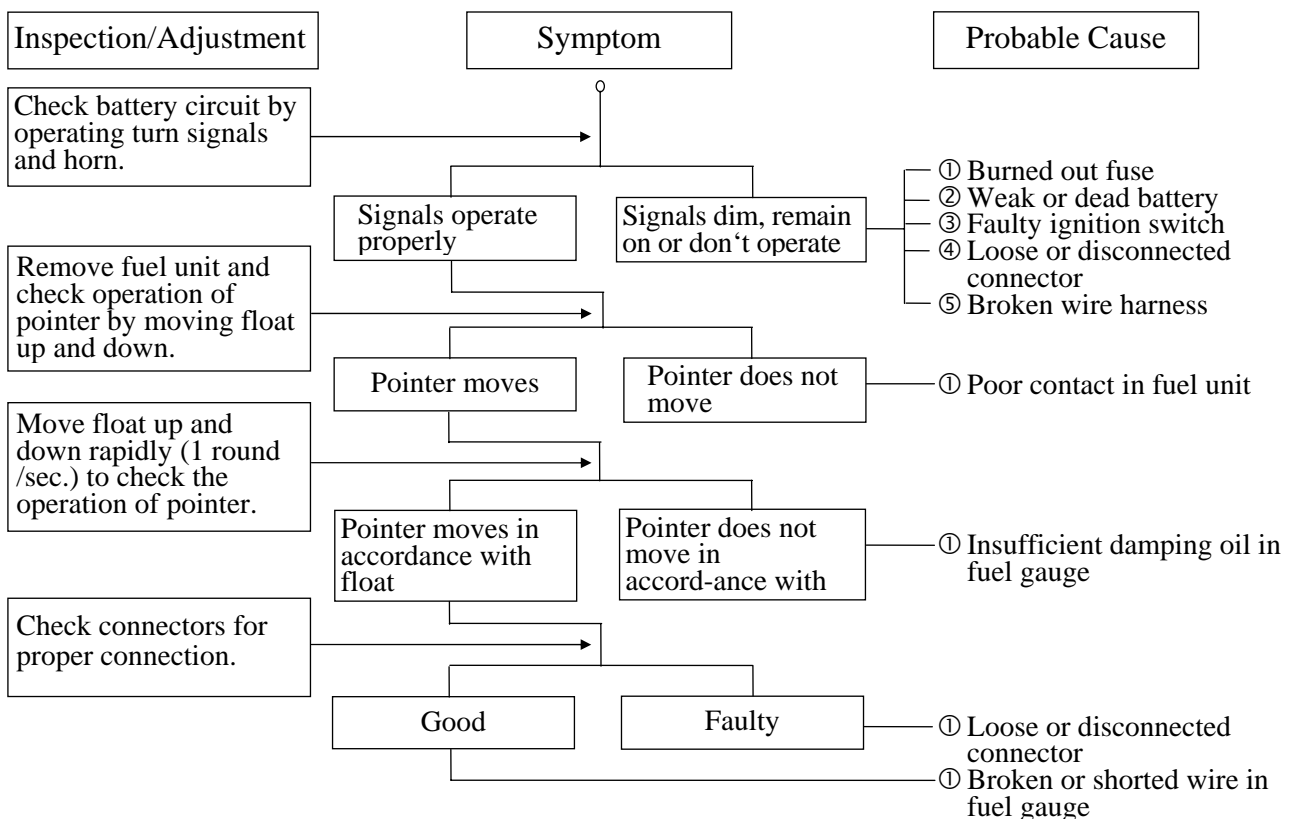 Inspection/Adjustment
Symptom
Probable Cause
Check battery circuit by
operating turn signals
and horn.
Signals operate
properly
Signals dim, remain
on or don‘t operate
① Burned out fuse
② Weak or dead battery
③ Faulty ignition switch
④ Loose or disconnected
connector
⑤ Broken wire harness
Remove fuel unit and
check operation of
pointer by moving float
up and down.
Pointer moves
Pointer does not
move
① Poor contact in fuel unit
Move float up and
down rapidly (1 round
/sec.) to check the
operation of pointer.
Pointer moves in
accordance with
float
Pointer does not
move in
accord-ance with
① Insufficient damping oil in
fuel gauge
Check connectors for
proper connection.
Good
Faulty
① Loose or disconnected
connector
① Broken or shorted wire in
fuel gauge